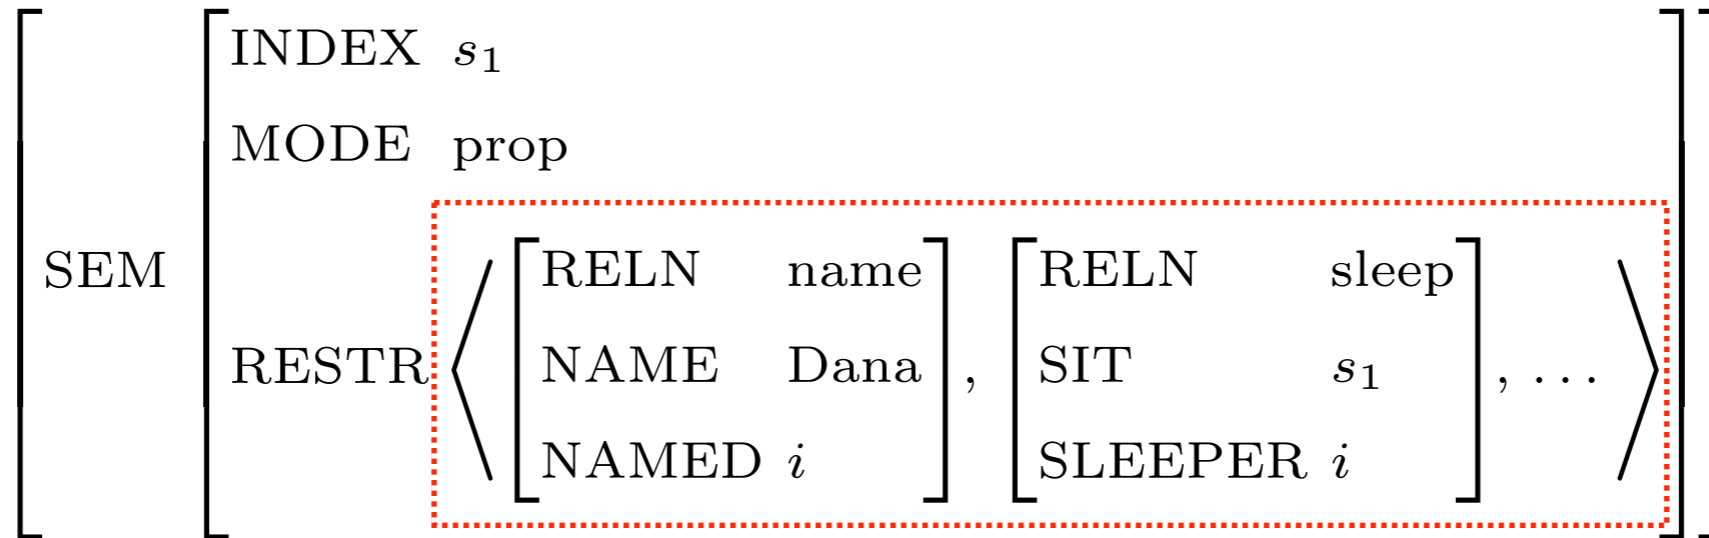 INDEX s₁
MODE prop
SEM
RELN name RELN sleep
RESTR ⟨ NAME Dana , SIT s₁ , … ⟩
NAMED i SLEEPER i